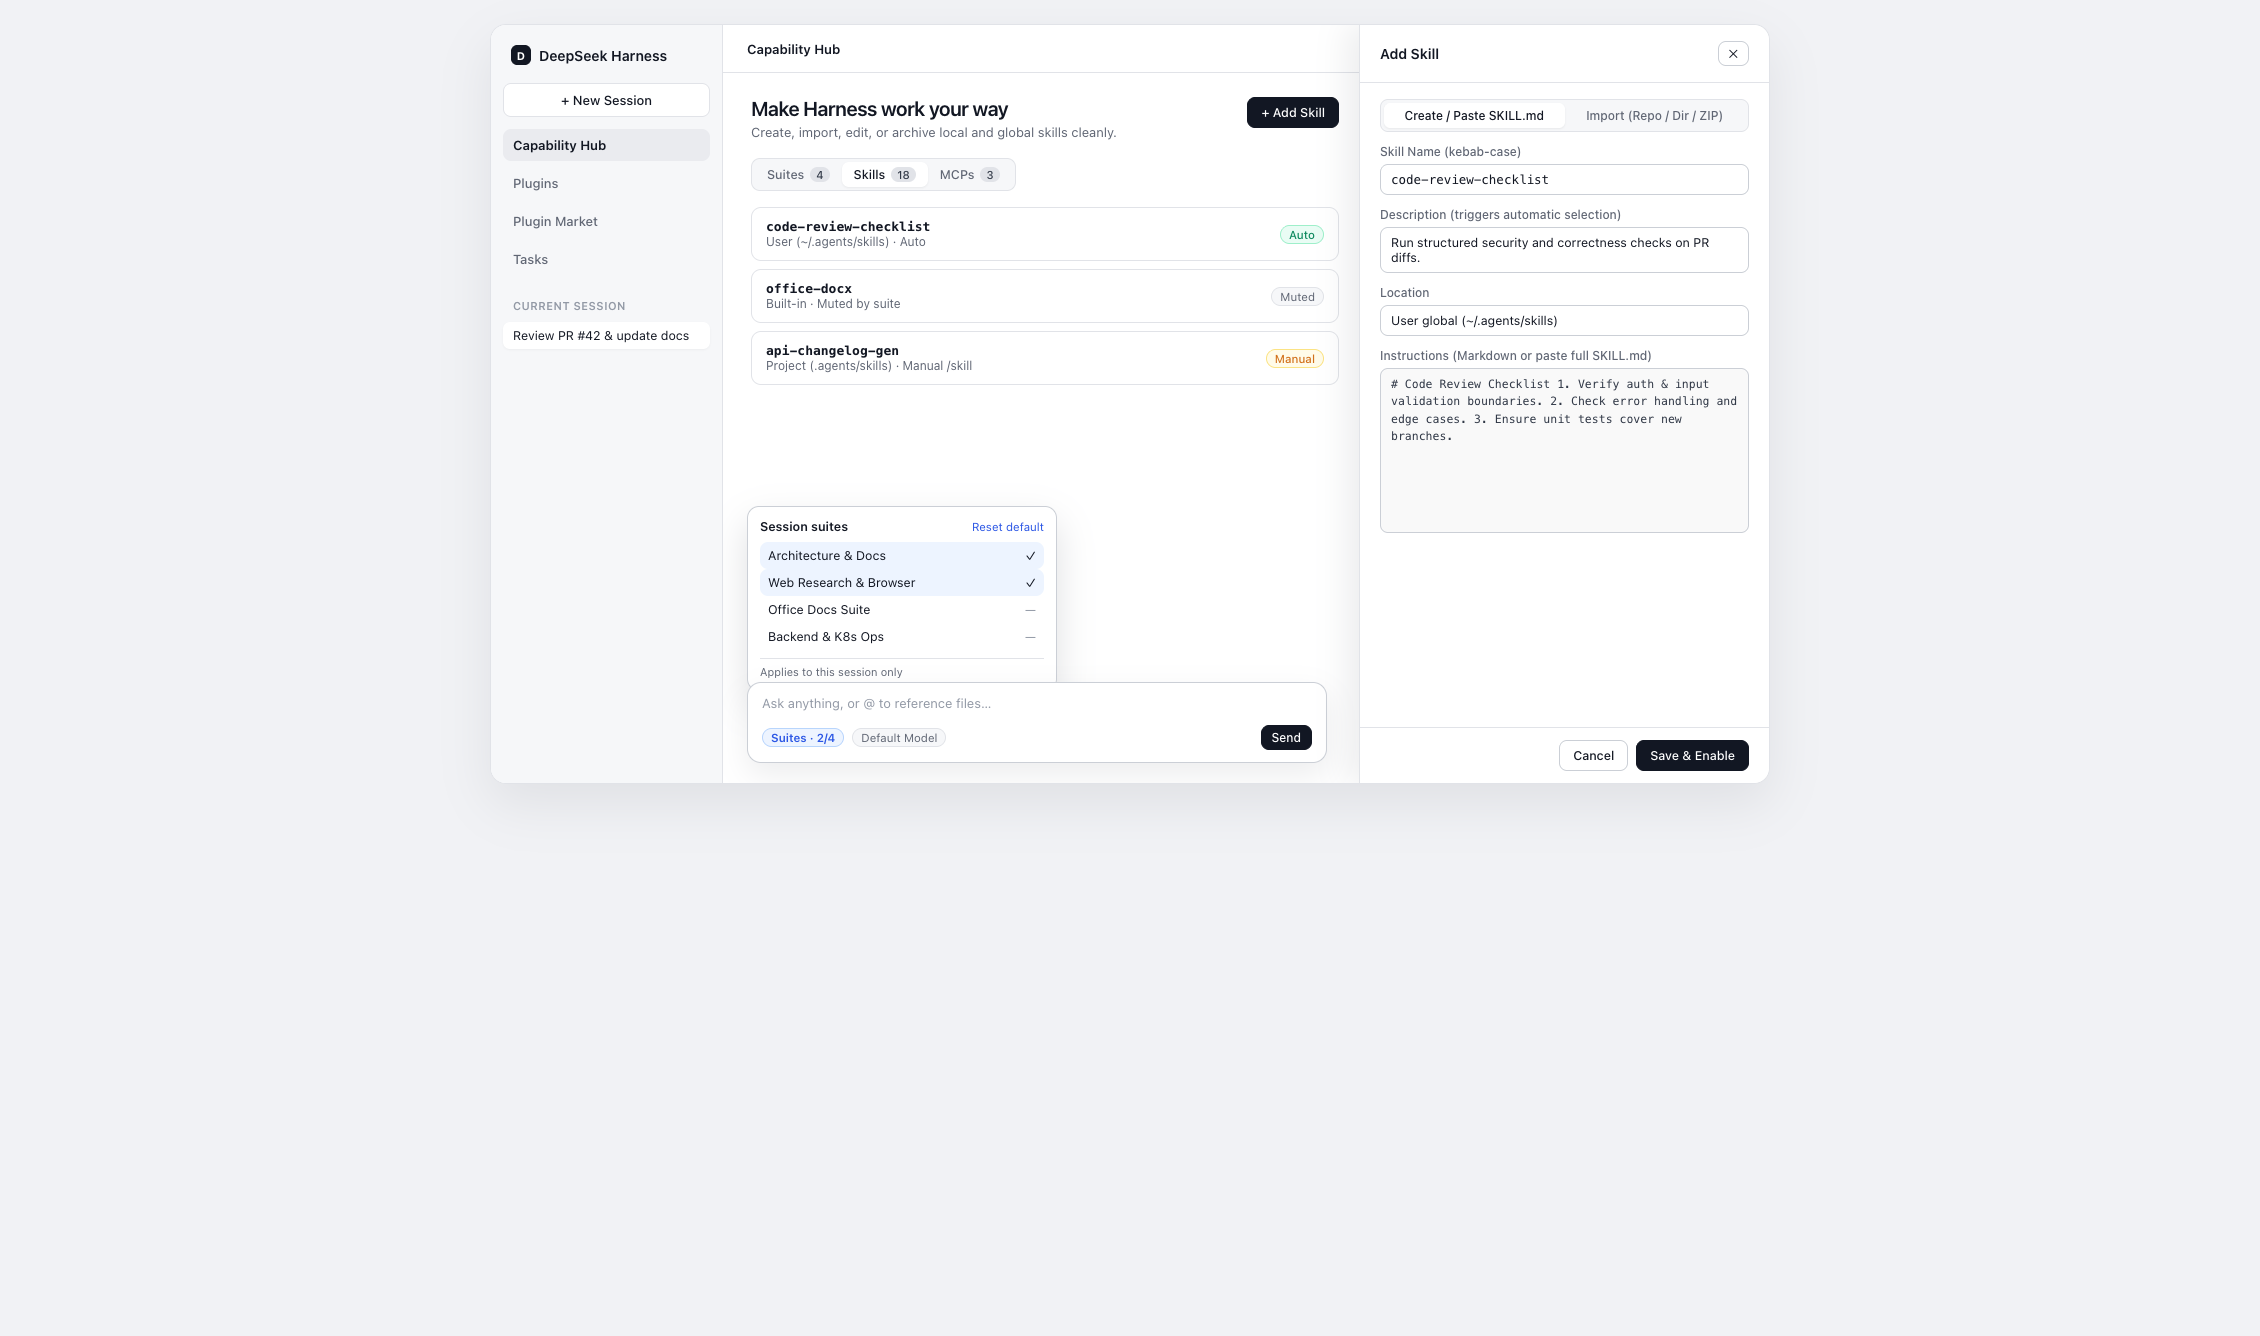 D DeepSeek Harness
+ New Session
Capability Hub
Plugins
Plugin Market
Tasks
CURRENT SESSION
Review PR #42 & update docs
Capability Hub
Make Harness work your way
Create, import, edit, or archive local and global skills cleanly.
+ Add Skill
Suites 4 Skills 18 MCPs 3
code-review-checklist
User (~/.agents/skills) · Auto
Auto
office-docx
Built-in · Muted by suite
Muted
api-changelog-gen
Project (.agents/skills) · Manual /skill
Manual
Session suites Reset default
Architecture & Docs ✓
Web Research & Browser ✓
Office Docs Suite —
Backend & K8s Ops —
Applies to this session only
Ask anything, or @ to reference files...
Suites · 2/4 Default Model Send
Add Skill ✕
Create / Paste SKILL.md Import (Repo / Dir / ZIP)
Skill Name (kebab-case)
code-review-checklist
Description (triggers automatic selection)
Run structured security and correctness checks on PR
diffs.
Location
User global (~/.agents/skills)
Instructions (Markdown or paste full SKILL.md)
# Code Review Checklist 1. Verify auth & input
validation boundaries. 2. Check error handling and
edge cases. 3. Ensure unit tests cover new
branches.
Cancel Save & Enable